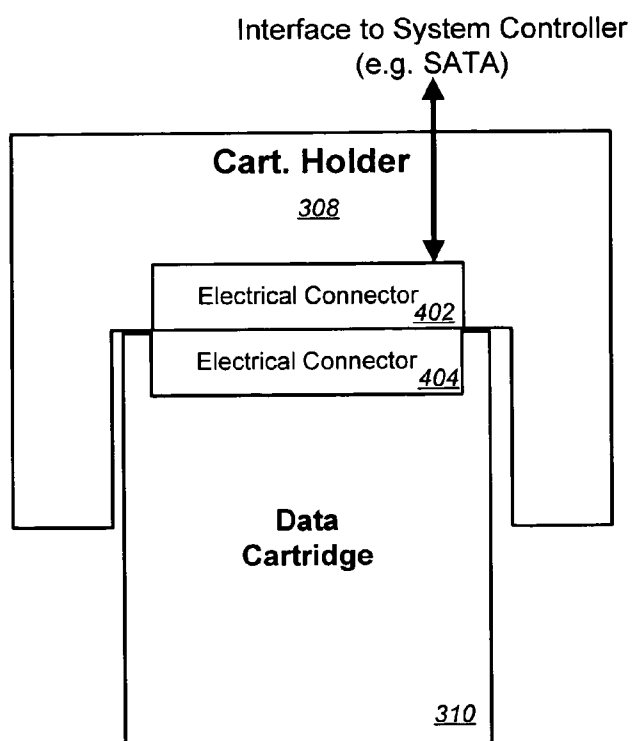 Interface to System Controller
(e.g. SATA)
Cart. Holder
308
Electrical Connector
402
Electrical Connector
404
Data
Cartridge
310